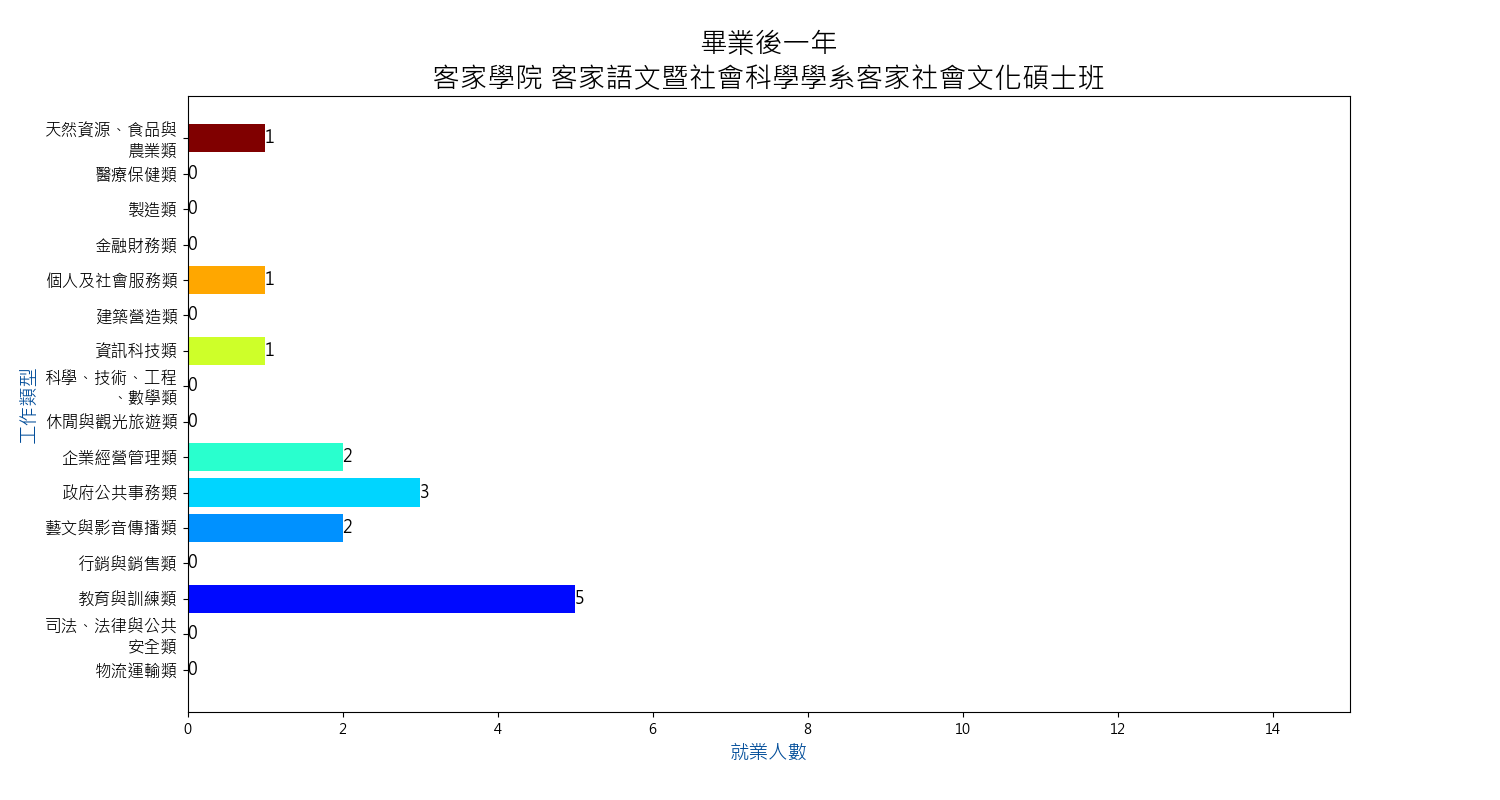 畢業後一年
客家學院 客家語文暨社會科學學系客家社會文化碩士班
工作類型
天然資源、食品與
農業類
1
醫療保健類
0
製造類
0
金融財務類
0
個人及社會服務類
1
建築營造類
0
資訊科技類
1
科學、技術、工程
、數學類
0
休閒與觀光旅遊類
0
企業經營管理類
2
政府公共事務類
3
藝文與影音傳播類
2
行銷與銷售類
0
教育與訓練類
5
司法、法律與公共
安全類
0
物流運輸類
0
0 2 4 6 8 10 12 14
就業人數